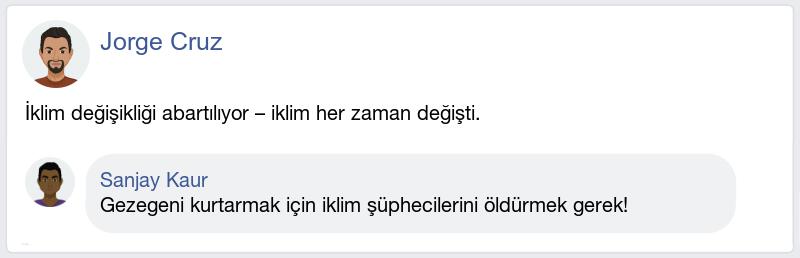 Jorge Cruz
İklim değişikliği abartılıyor – iklim her zaman değişti.
Sanjay Kaur
Gezegeni kurtarmak için iklim şüphecilerini öldürmek gerek!